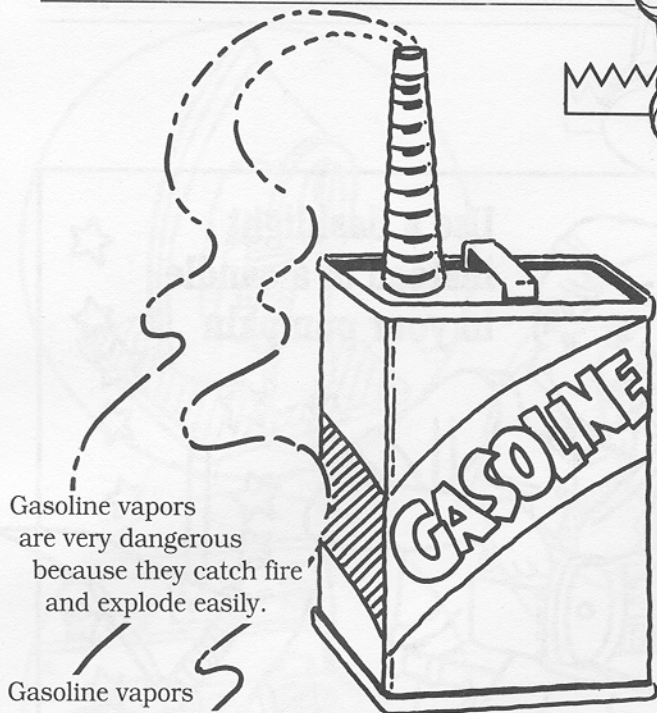 GASOLINE
Gasoline vapors
are very dangerous
because they catch fire
and explode easily.
Gasoline vapors